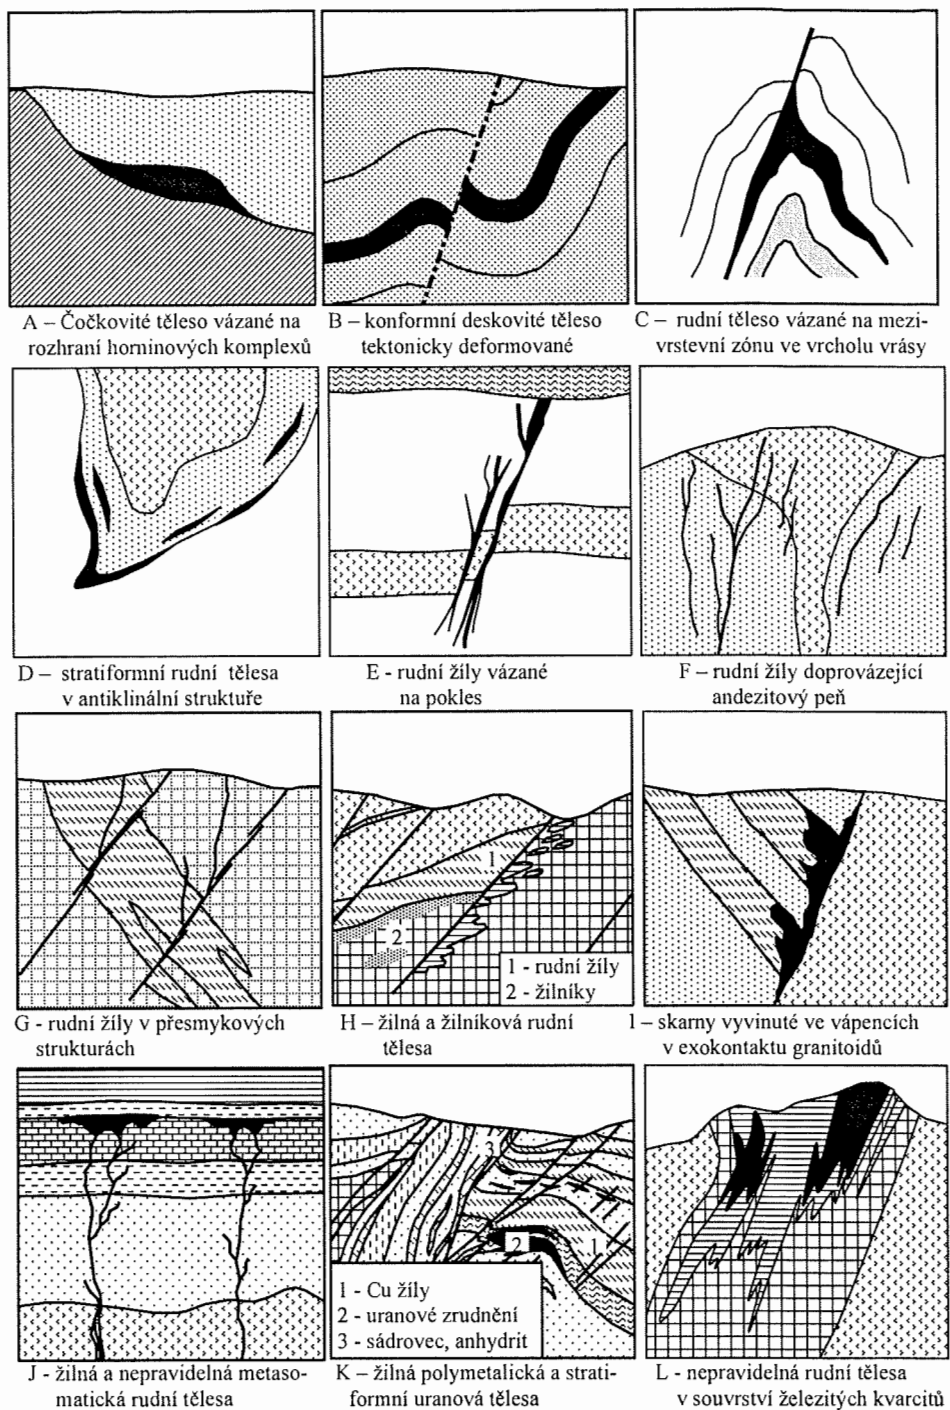 A – Čočkovité těleso vázané na
rozhraní horninových komplexů
B – konformní deskovité těleso
tektonicky deformované
C – rudní těleso vázané na mezi-
vrstevní zónu ve vrcholu vrásy
D – stratiformní rudní tělesa
v antiklinální struktuře
E - rudní žíly vázané
na pokles
F – rudní žíly doprovázející
andezitový peň
1
2
1 - rudní žíly
2 - žilníky
G - rudní žíly v přesmykových
strukturách
H – žilná a žilníková rudní
tělesa
I – skarny vyvinuté ve vápencích
v exokontaktu granitoidů
3
2
1
1 - Cu žíly
2 - uranové zrudnění
3 - sádrovec, anhydrit
J - žilná a nepravidelná metaso-
matická rudní tělesa
K – žilná polymetalická a strati-
formní uranová tělesa
L - nepravidelná rudní tělesa
v souvrství železitých kvarcitů